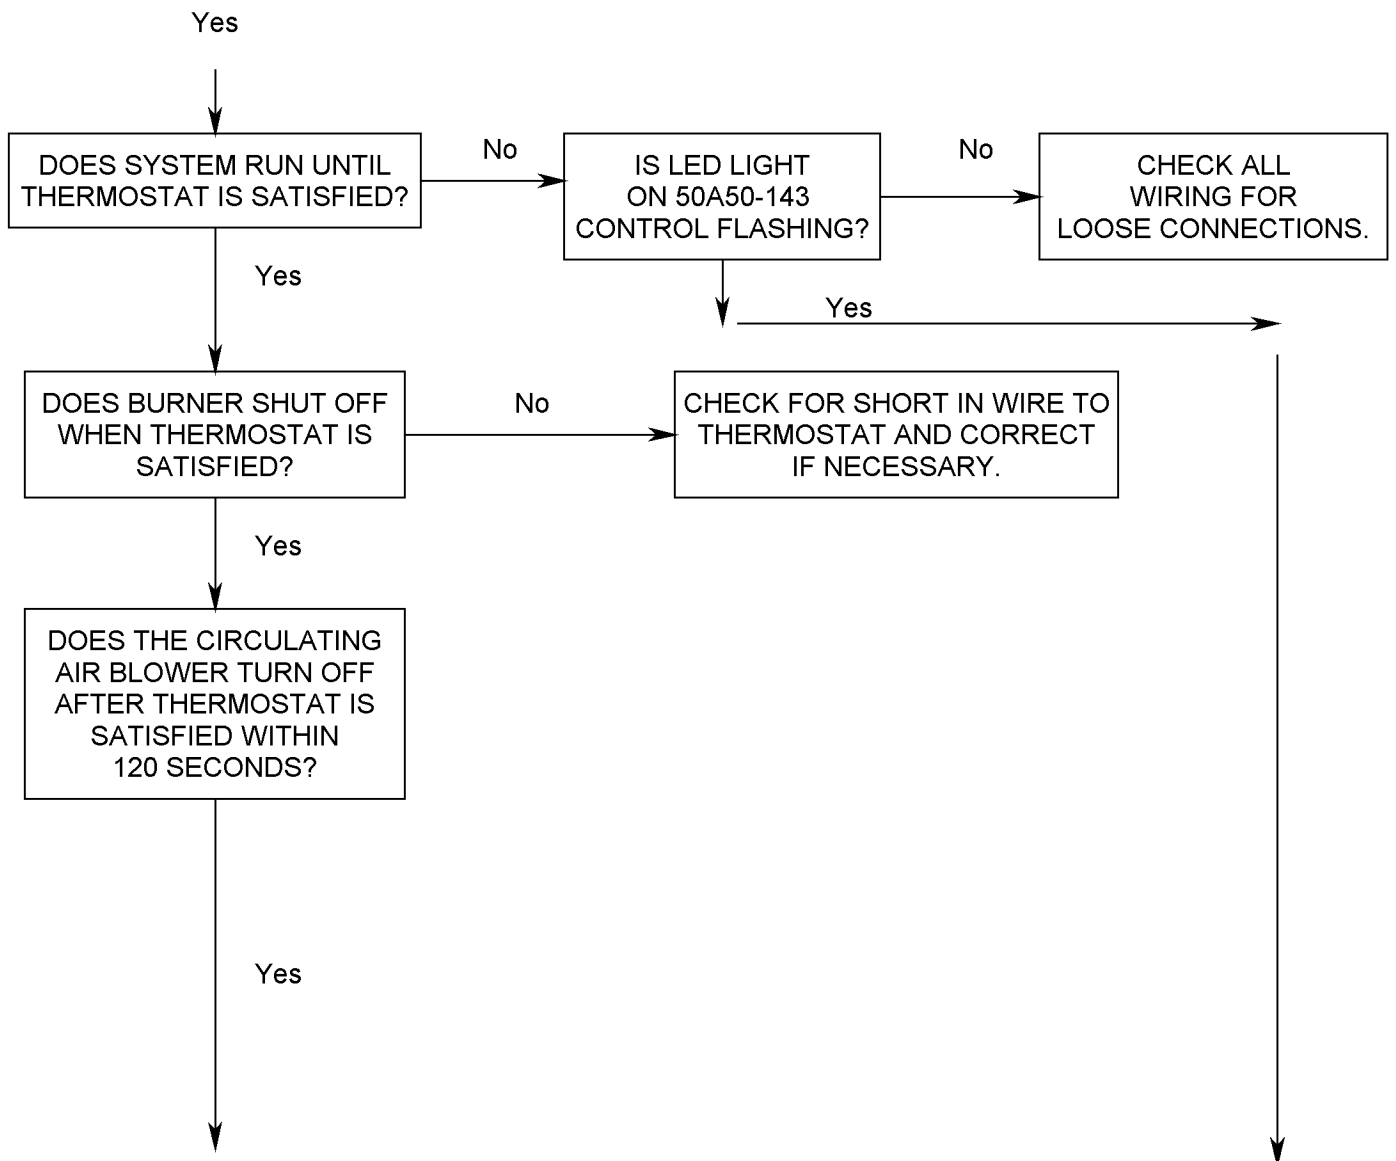 Yes
DOES SYSTEM RUN UNTIL
THERMOSTAT IS SATISFIED?
No
IS LED LIGHT
ON 50A50-143
CONTROL FLASHING?
No
CHECK ALL
WIRING FOR
LOOSE CONNECTIONS.
Yes
Yes
DOES BURNER SHUT OFF
WHEN THERMOSTAT IS
SATISFIED?
No
CHECK FOR SHORT IN WIRE TO
THERMOSTAT AND CORRECT
IF NECESSARY.
Yes
DOES THE CIRCULATING
AIR BLOWER TURN OFF
AFTER THERMOSTAT IS
SATISFIED WITHIN
120 SECONDS?
Yes